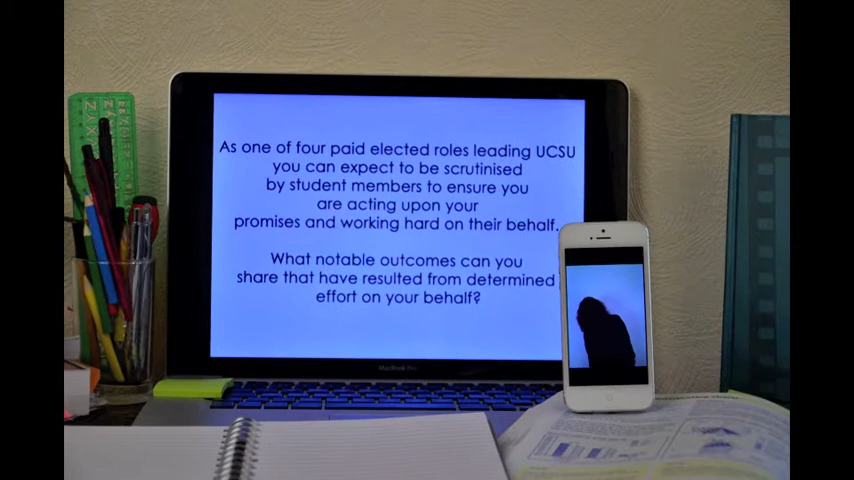 As one of four paid elected roles leading UCSU
you can expect to be scrutinised
by student members to ensure you
are acting upon your
promises and working hard on their behalf.
What notable outcomes can you
share that have resulted from determined
effort on your behalf?
MacBook Pro